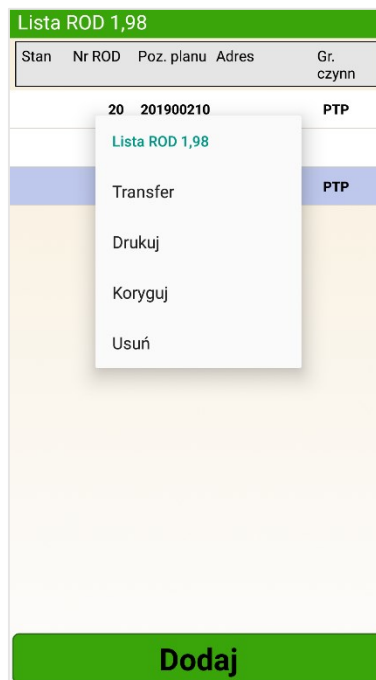 Lista ROD 1,98
Stan Nr ROD Poz. planu Adres Gr. czynn
20 201900210 PTP
Lista ROD 1,98
Transfer
PTP
Drukuj
Koryguj
Usuń
Dodaj